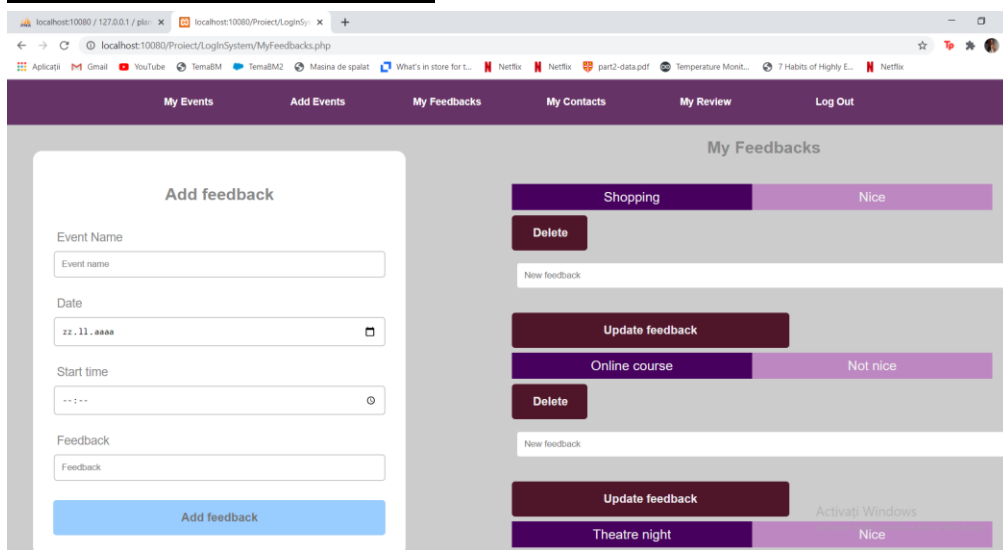 localhost:10080 / 127.0.0.1 / plan
localhost:10080/Proiect/LogInSys
localhost:10080/Proiect/LogInSystem/MyFeedbacks.php
Aplicații Gmail YouTube TemaBM TemaBM2 Masina de spalat What's in store for t... Netflix Netflix part2-data.pdf Temperature Monit... 7 Habits of Highly E... Netflix
My Events Add Events My Feedbacks My Contacts My Review Log Out
Add feedback
Event Name
Event name
Date
zz.ll.aaaa
Start time
--:--
Feedback
Feedback
Add feedback
My Feedbacks
Shopping Nice
Delete
New feedback
Update feedback
Online course Not nice
Delete
New feedback
Update feedback
Theatre night Nice
Activați Windows